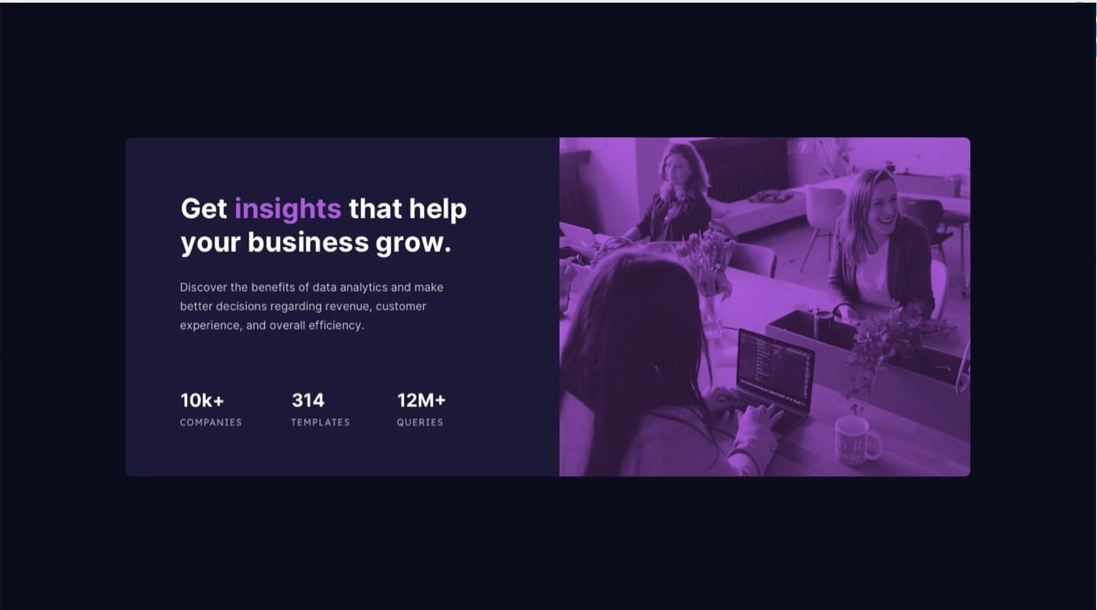 Get insights that help
your business grow.
Discover the benefits of data analytics and make
better decisions regarding revenue, customer
experience, and overall efficiency.
10k+ 314 12M+
COMPANIES TEMPLATES QUERIES